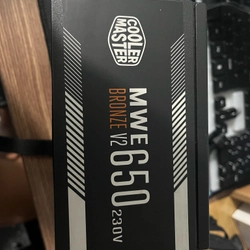 COOLER
MASTER
MWE 650
BRONZE V2
230V